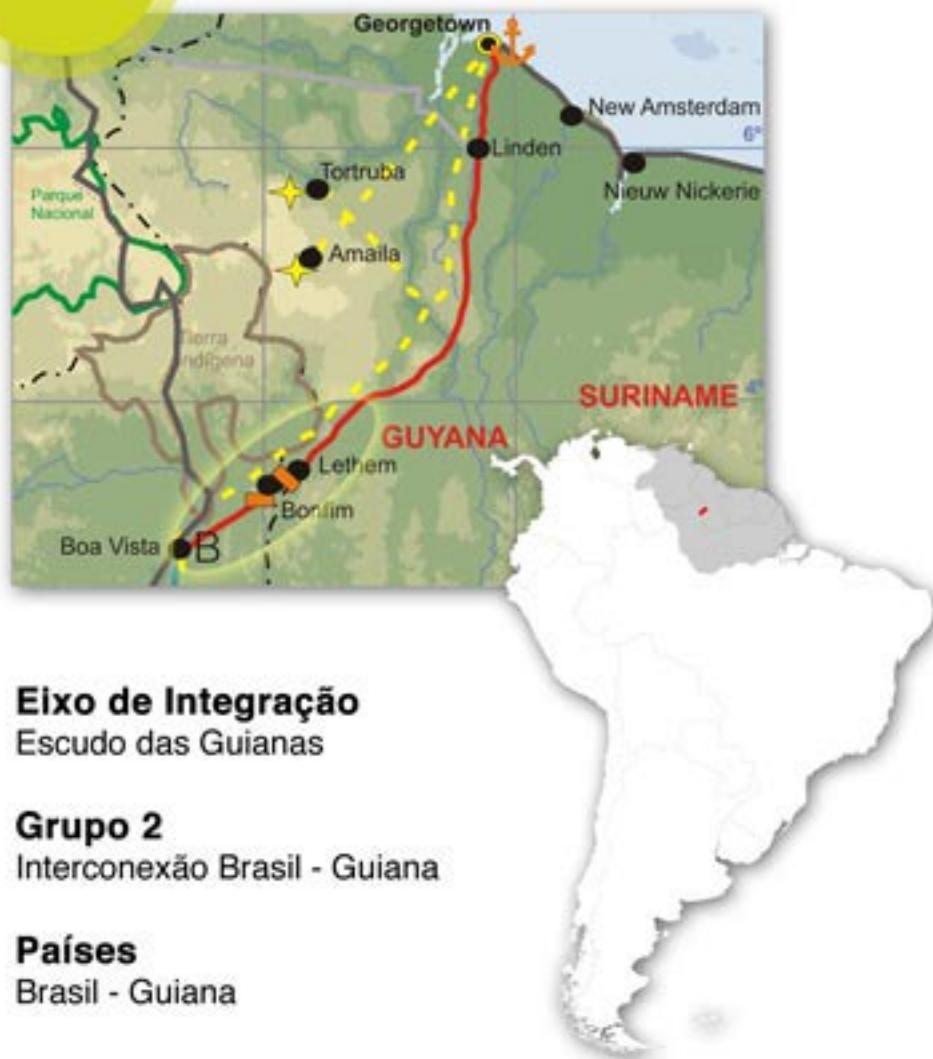 Georgetown
New Amsterdam
6°
Linden
Nieuw Nickerie
Tortruba
Parque
Nacional
Amaila
Tierra
Indígena
SURINAME
GUYANA
Lethem
Bonfim
Boa Vista
B
Eixo de Integração
Escudo das Guianas
Grupo 2
Interconexão Brasil - Guiana
Países
Brasil - Guiana